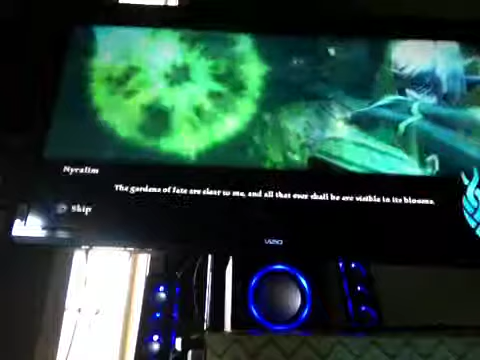 Nyralim
The gardens of fate are clear to me, and all that ever shall be are visible in its blooms.
Skip
VIZIO